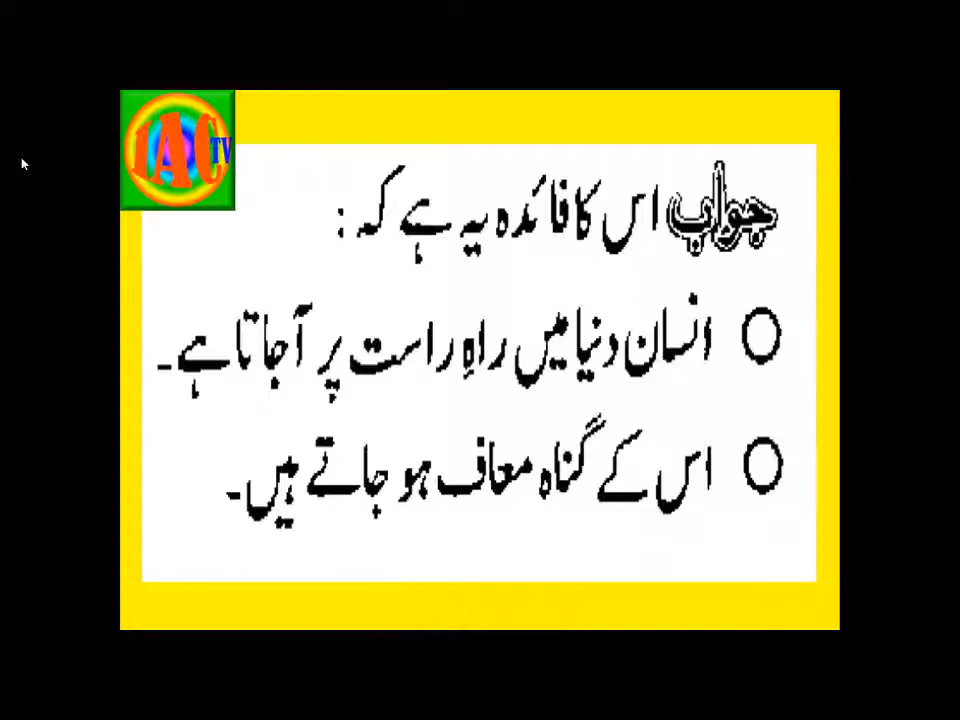 IAC TV
جواب اس کا فائدہ یہ ہے کہ :
انسان دنیا میں راہِ راست پر آجاتا ہے۔
اس کے گناہ معاف ہو جاتے ہیں۔